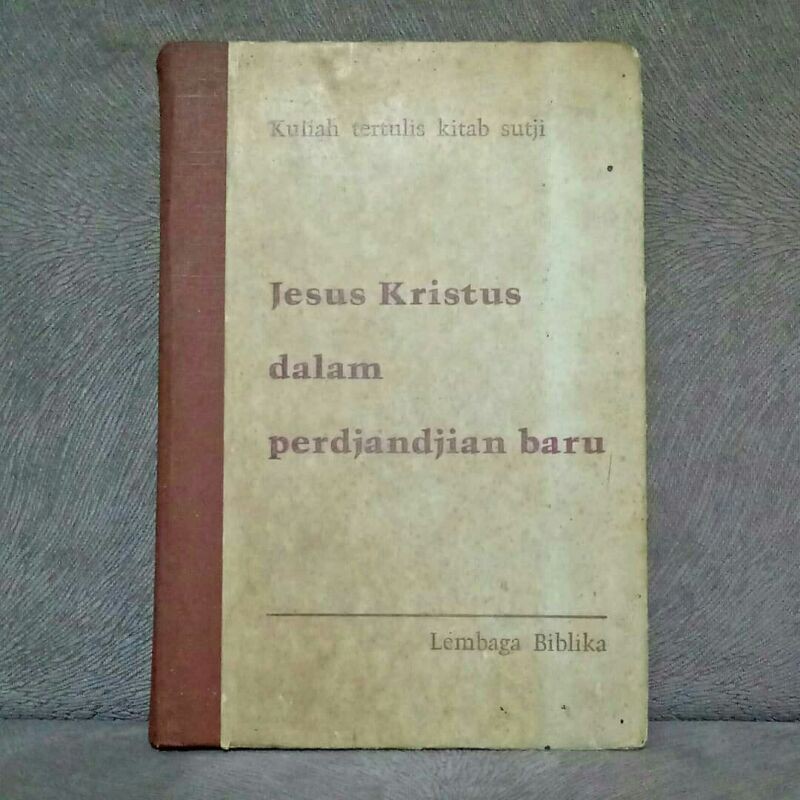 Kuliah tertulis kitab sutji
Jesus Kristus
dalam
perdjandjian baru
Lembaga Biblika